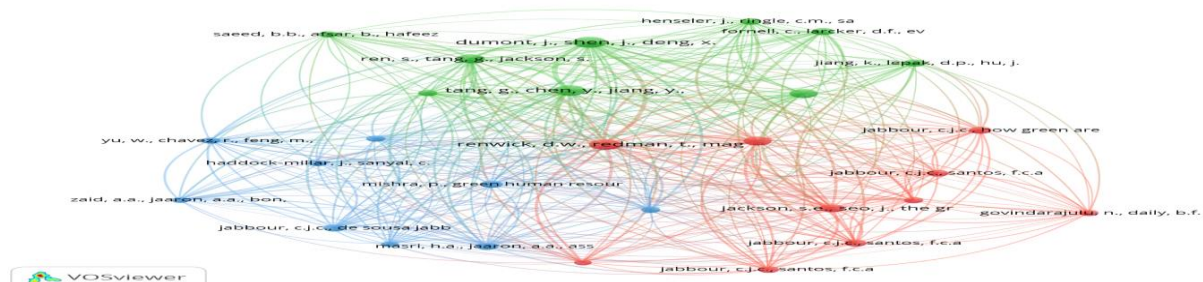 henseler, j., ringle, c.m., sa
saeed, b.b., afsar, b., hafeez
fornell, c., larcker, d.f., ev
dumont, j., shen, j., deng, x.
ren, s., tang, g., jackson, s.
jiang, k., lepak, d.p., hu, j.
tang, g., chen, y., jiang, y.,
jabbour, c.j.c., how green are
yu, w., chavez, r., feng, m.,
renwick, d.w., redman, t., mag
haddock-millar, j., sanyal, c.
jabbour, c.j.c., santos, f.c.a
mishra, p., green human resour
zaid, a.a., jaaron, a.a., bon,
jackson, s.e., seo, j., the gr
govindarajulu, n., daily, b.f.
jabbour, c.j.c., de sousa jabb
masri, h.a., jaaron, a.a., ass
jabbour, c.j.c., santos, f.c.a
jabbour, c.j.c., santos, f.c.a
VOSviewer